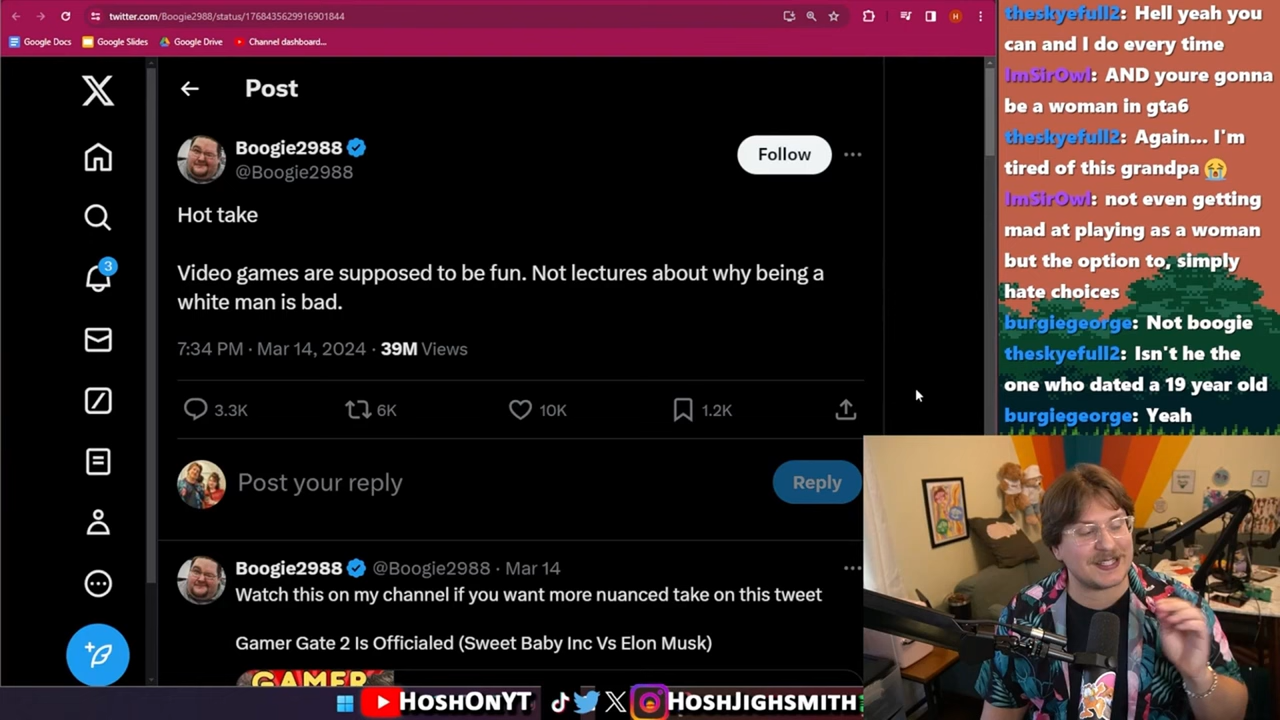 twitter.com/Boogie2988/status/1768435629916901844
Google Docs Google Slides Google Drive Channel dashboard...
Post
Boogie2988
@Boogie2988
Follow
Hot take
Video games are supposed to be fun. Not lectures about why being a
white man is bad.
7:34 PM · Mar 14, 2024 · 39M Views
3.3K 6K 10K 1.2K
3
Post your reply
Reply
Boogie2988 @Boogie2988 · Mar 14
Watch this on my channel if you want more nuanced take on this tweet
Gamer Gate 2 Is Officialed (Sweet Baby Inc Vs Elon Musk)
GAMER
theskyefull2: Hell yeah you
can and I do every time
ImSirOwl: AND youre gonna
be a woman in gta6
theskyefull2: Again... I'm
tired of this grandpa 😭
ImSirOwl: not even getting
mad at playing as a woman
but the option to, simply
hate choices
burgiegeorge: Not boogie
theskyefull2: Isn't he the
one who dated a 19 year old
burgiegeorge: Yeah
HOSHONYT
HOSHJIGHSMITH